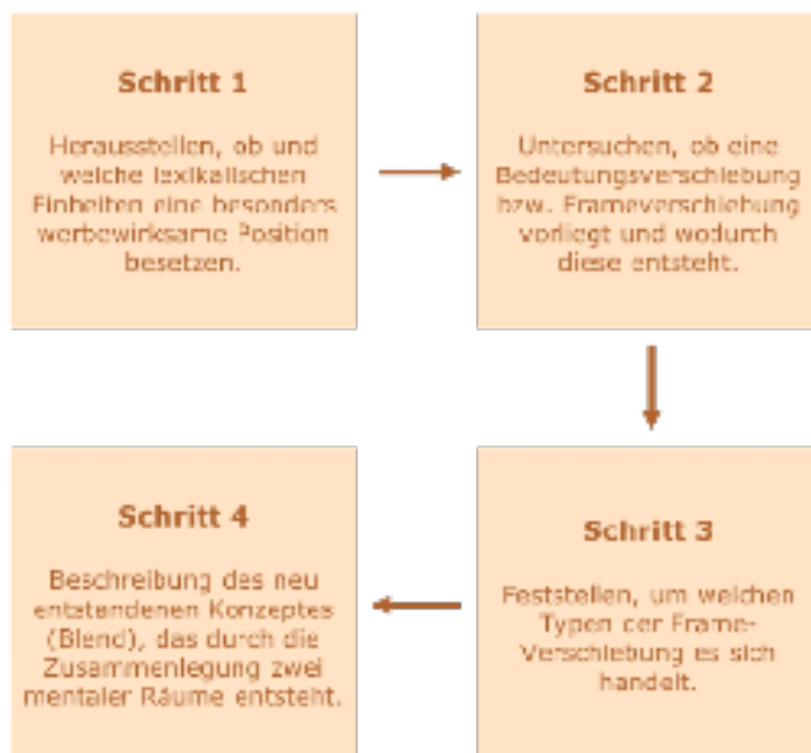 Schritt 1
Herausstellen, ob und
welche lexikalischen
Einheiten eine besonders
werbewirksame Position
besetzen.
Schritt 2
Untersuchen, ob eine
Bedeutungsverschiebung
bzw. Frameverschiebung
vorliegt und wodurch
diese entsteht.
Schritt 3
Feststellen, um welchen
Typen der Frame-
Verschiebung es sich
handelt.
Schritt 4
Beschreibung des neu
entstandenen Konzeptes
(Blend), das durch die
Zusammenlegung zwei
mentaler Räume entsteht.